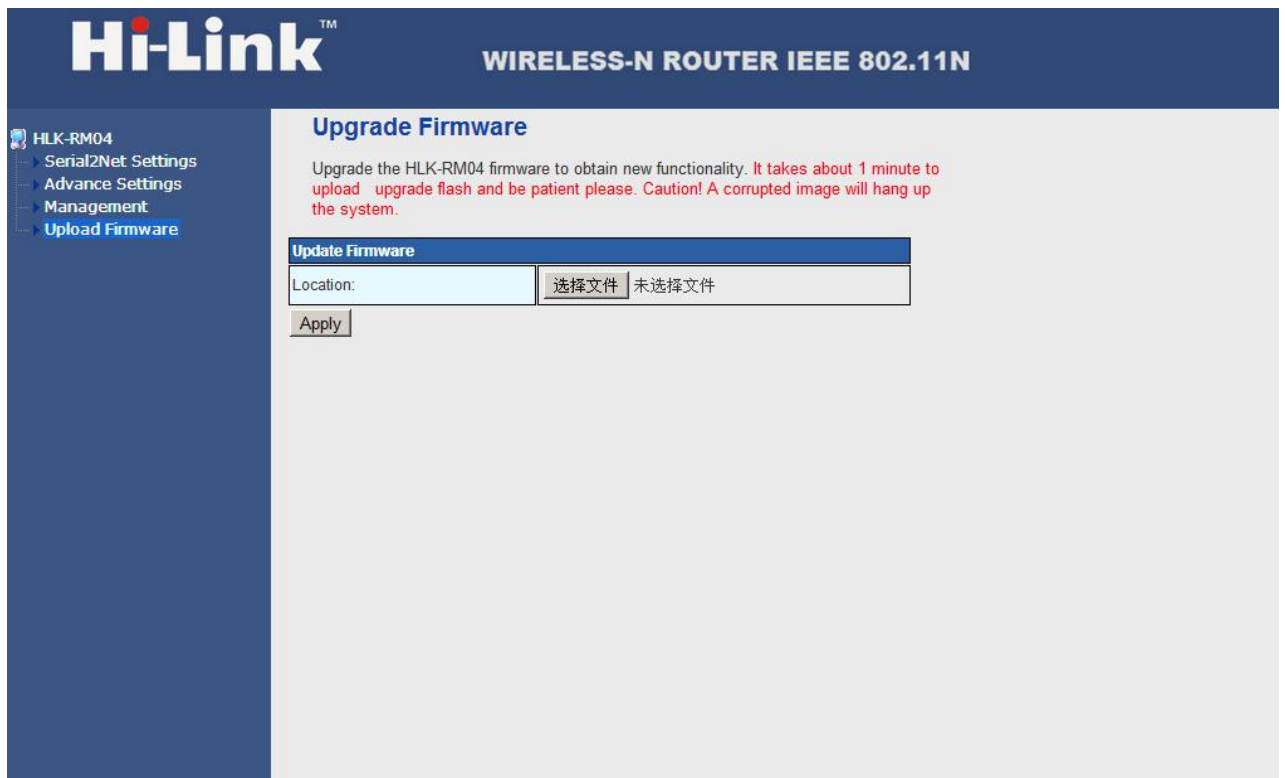 Hi-Link™
WIRELESS-N ROUTER IEEE 802.11N
HLK-RM04
Serial2Net Settings
Advance Settings
Management
Upload Firmware
Upgrade Firmware
Upgrade the HLK-RM04 firmware to obtain new functionality. It takes about 1 minute to
upload upgrade flash and be patient please. Caution! A corrupted image will hang up
the system.
Update Firmware
Location: 选择文件 未选择文件
Apply